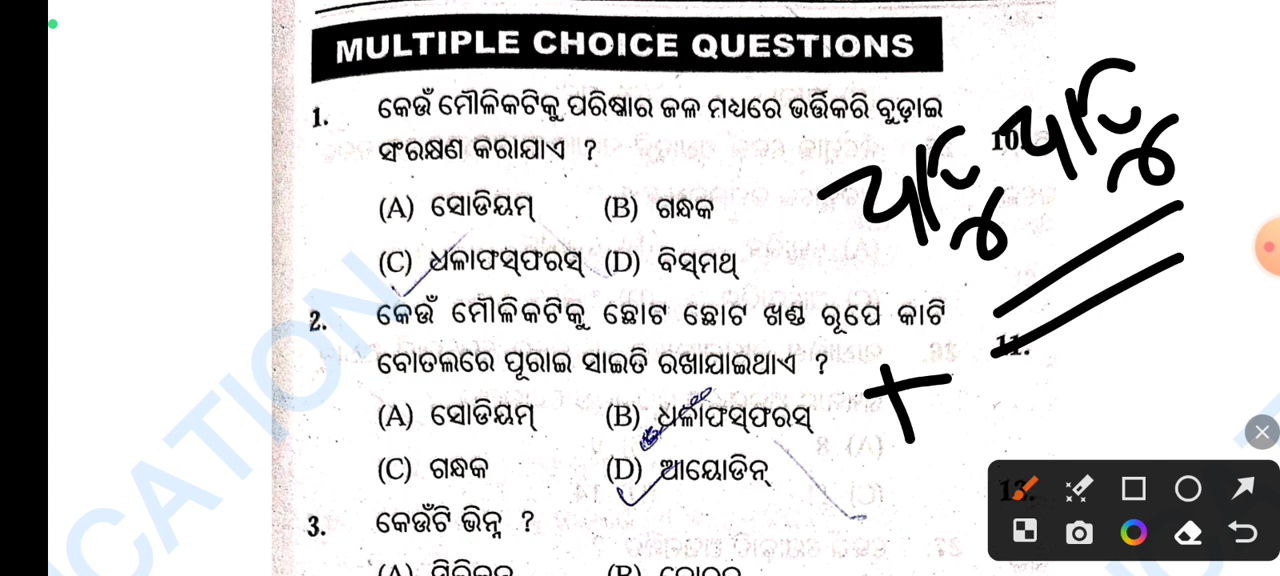 MULTIPLE CHOICE QUESTIONS
1. କେଉଁ ମୌଳିକଟିକୁ ପରିଷ୍କାର ଜଳ ମଧ୍ୟରେ ଭର୍ତ୍ତିକରି ବୁଡ଼ାଇ
ସଂରକ୍ଷଣ କରାଯାଏ ?
(A) ସୋଡିୟମ୍ (B) ଗନ୍ଧକ
(C) ଧଳାଫସ୍‌ଫରସ୍ (D) ବିସ୍‌ମଥ୍
2. କେଉଁ ମୌଳିକଟିକୁ ଛୋଟ ଛୋଟ ଖଣ୍ଡ ରୂପେ କାଟି
ବୋତଲରେ ପୂରାଇ ସାଇତି ରଖାଯାଇଥାଏ ?
(A) ସୋଡିୟମ୍ (B) ଧଳାଫସ୍‌ଫରସ୍
(C) ଗନ୍ଧକ (D) ଆୟୋଡିନ୍
3. କେଉଁଟି ଭିନ୍ନ ?
10.
11.
13.